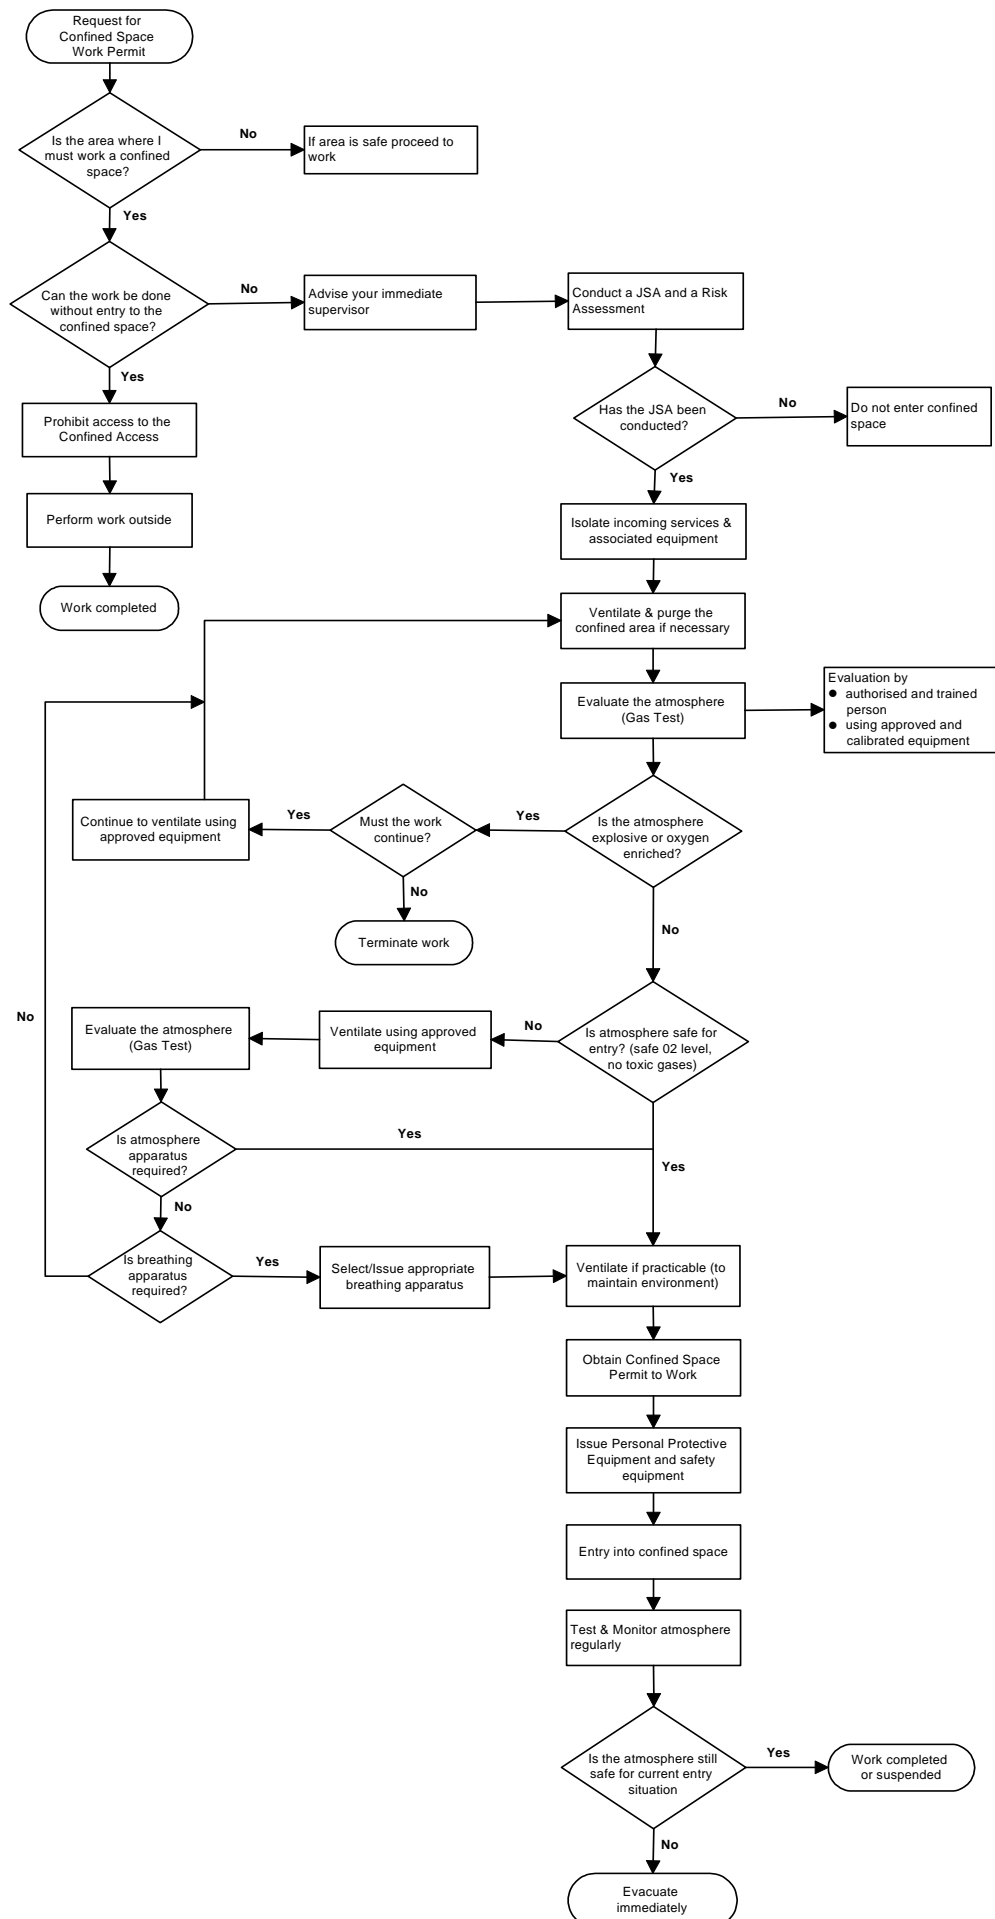 Request for
Confined Space
Work Permit
Is the area where I
must work a confined
space?
No
If area is safe proceed to
work
Yes
Can the work be done
without entry to the
confined space?
No
Advise your immediate
supervisor
Conduct a JSA and a Risk
Assessment
Yes
Has the JSA been
conducted?
No
Do not enter confined
space
Prohibit access to the
Confined Access
Yes
Perform work outside
Isolate incoming services &
associated equipment
Work completed
Ventilate & purge the
confined area if necessary
Evaluate the atmosphere
(Gas Test)
Evaluation by
● authorised and trained
person
● using approved and
calibrated equipment
Continue to ventilate using
approved equipment
Yes
Must the work
continue?
Yes
Is the atmosphere
explosive or oxygen
enriched?
No
Terminate work
No
No
Evaluate the atmosphere
(Gas Test)
Ventilate using approved
equipment
No
Is atmosphere safe for
entry? (safe 02 level,
no toxic gases)
Is atmosphere
apparatus
required?
Yes
Yes
No
Is breathing
apparatus
required?
Yes
Select/Issue appropriate
breathing apparatus
Ventilate if practicable (to
maintain environment)
Obtain Confined Space
Permit to Work
Issue Personal Protective
Equipment and safety
equipment
Entry into confined space
Test & Monitor atmosphere
regularly
Is the atmosphere still
safe for current entry
situation
Yes
Work completed
or suspended
No
Evacuate
immediately